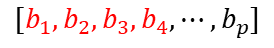 [b₁, b₂, b₃, b₄, ⋯, bₚ]